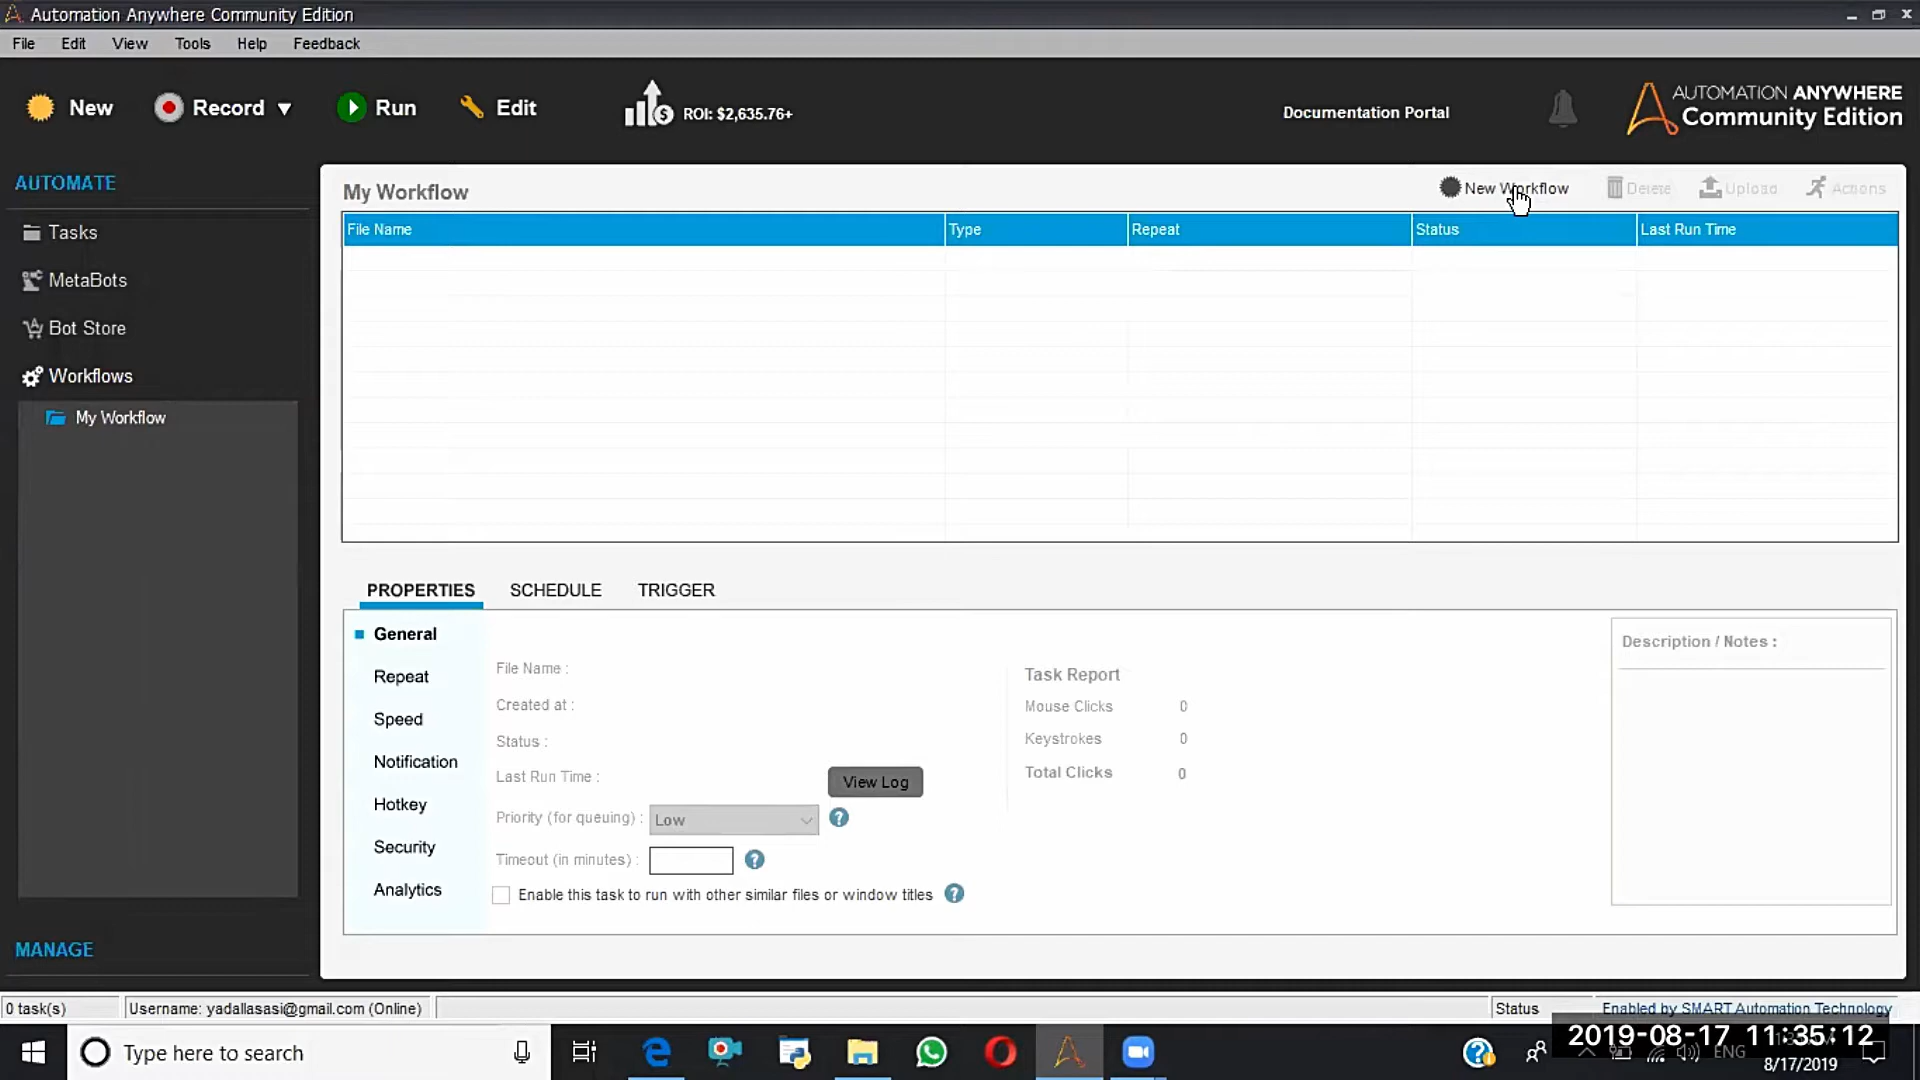 Automation Anywhere Community Edition
File Edit View Tools Help Feedback
New Record Run Edit ROI: $2,635.76+ Documentation Portal
AUTOMATION ANYWHERE
Community Edition
AUTOMATE
Tasks
MetaBots
Bot Store
Workflows
My Workflow
MANAGE
My Workflow New Workflow Delete Upload Actions
File Name Type Repeat Status Last Run Time
PROPERTIES SCHEDULE TRIGGER
General
Repeat
Speed
Notification
Hotkey
Security
Analytics
File Name :
Created at :
Status :
Last Run Time :
View Log
Priority (for queuing) : Low ?
Timeout (in minutes) : ?
Enable this task to run with other similar files or window titles ?
Task Report
Mouse Clicks 0
Keystrokes 0
Total Clicks 0
Description / Notes :
0 task(s) Username: yadallasasi@gmail.com (Online) Status Enabled by SMART Automation Technology
Type here to search
2019-08-17 11:35:12
ENG
8/17/2019